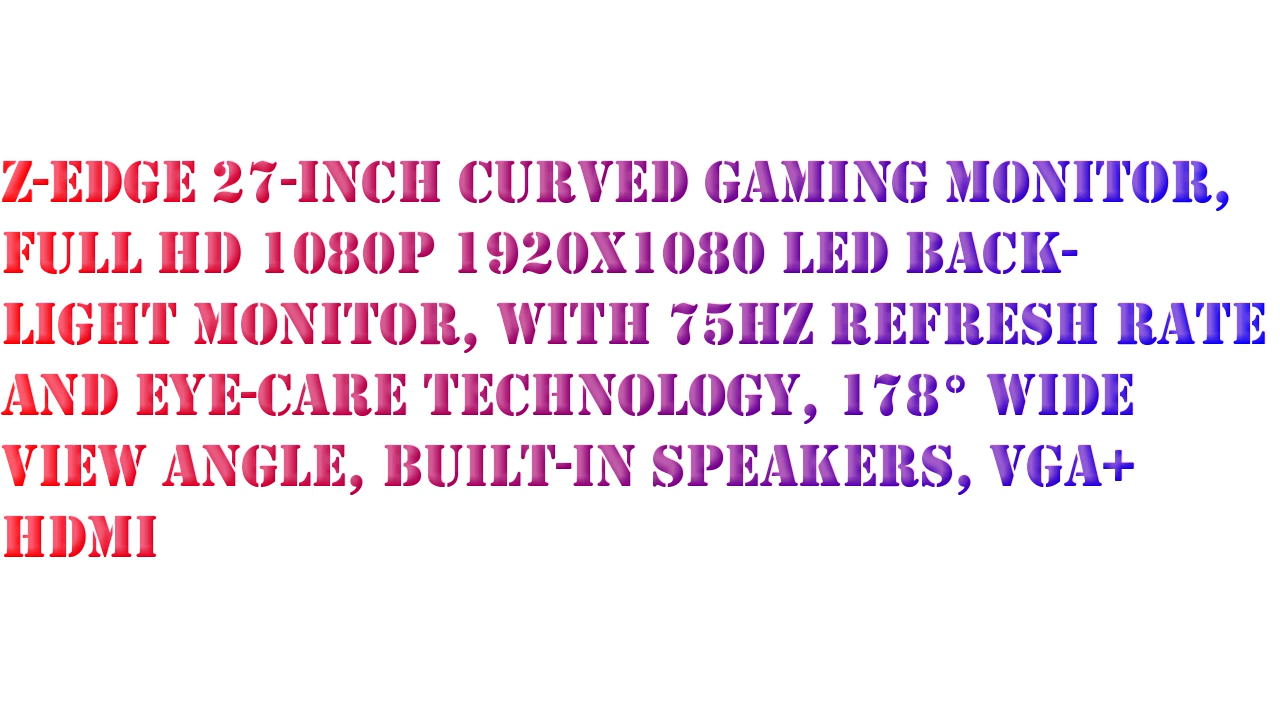 Z-EDGE 27-INCH CURVED GAMING MONITOR,
FULL HD 1080P 1920X1080 LED BACK-
LIGHT MONITOR, WITH 75HZ REFRESH RATE
AND EYE-CARE TECHNOLOGY, 178° WIDE
VIEW ANGLE, BUILT-IN SPEAKERS, VGA+
HDMI